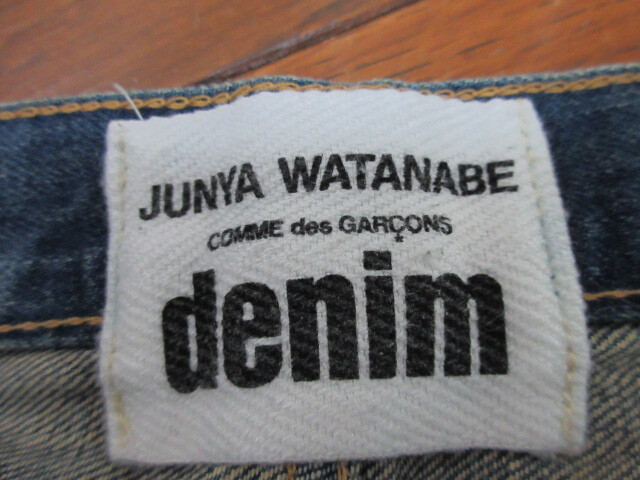 JUNYA WATANABE
COMME des GARÇONS
denim